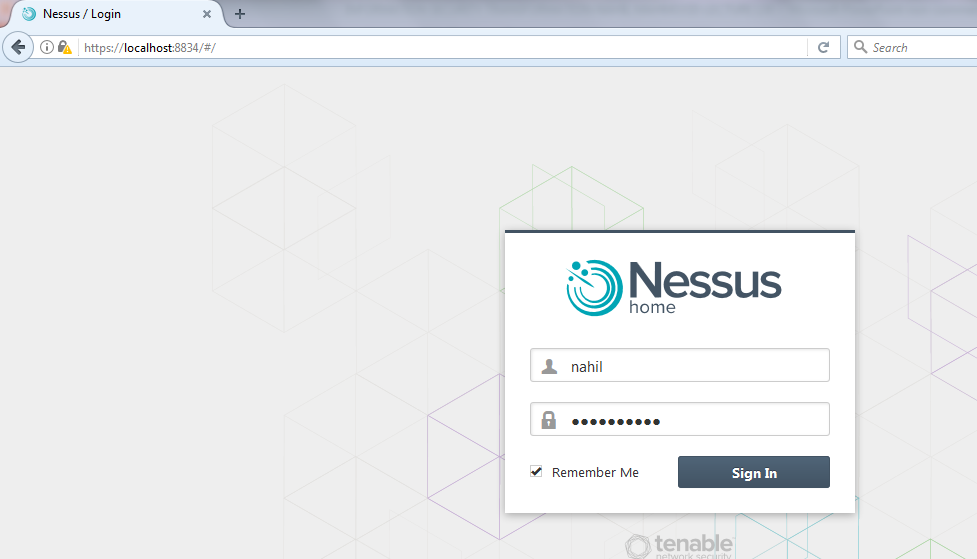 Nessus / Login
https://localhost:8834/#/
Search
Nessus
home
nahil
••••••••••
Remember Me
Sign In
tenable
network security